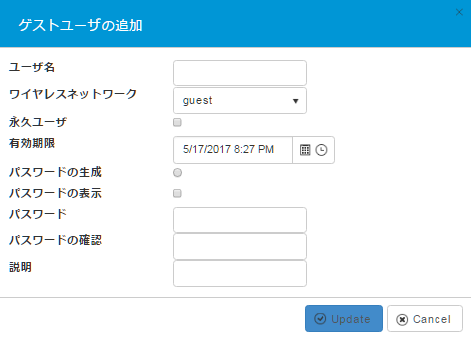 ゲストユーザの追加
ユーザ名
ワイヤレスネットワーク guest
永久ユーザ
有効期限 5/17/2017 8:27 PM
パスワードの生成
パスワードの表示
パスワード
パスワードの確認
説明
Update Cancel